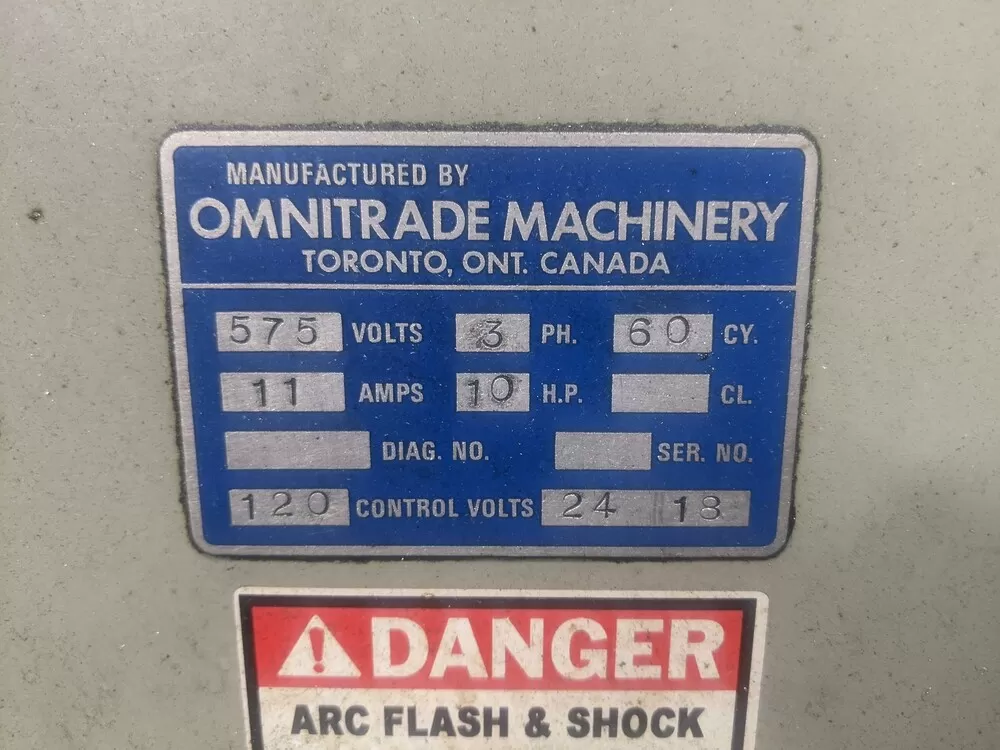 MANUFACTURED BY
OMNITRADE MACHINERY
TORONTO, ONT. CANADA
575 VOLTS 3 PH. 60 CY.
11 AMPS 10 H.P. CL.
DIAG. NO. SER. NO.
120 CONTROL VOLTS 24 18
DANGER
ARC FLASH & SHOCK